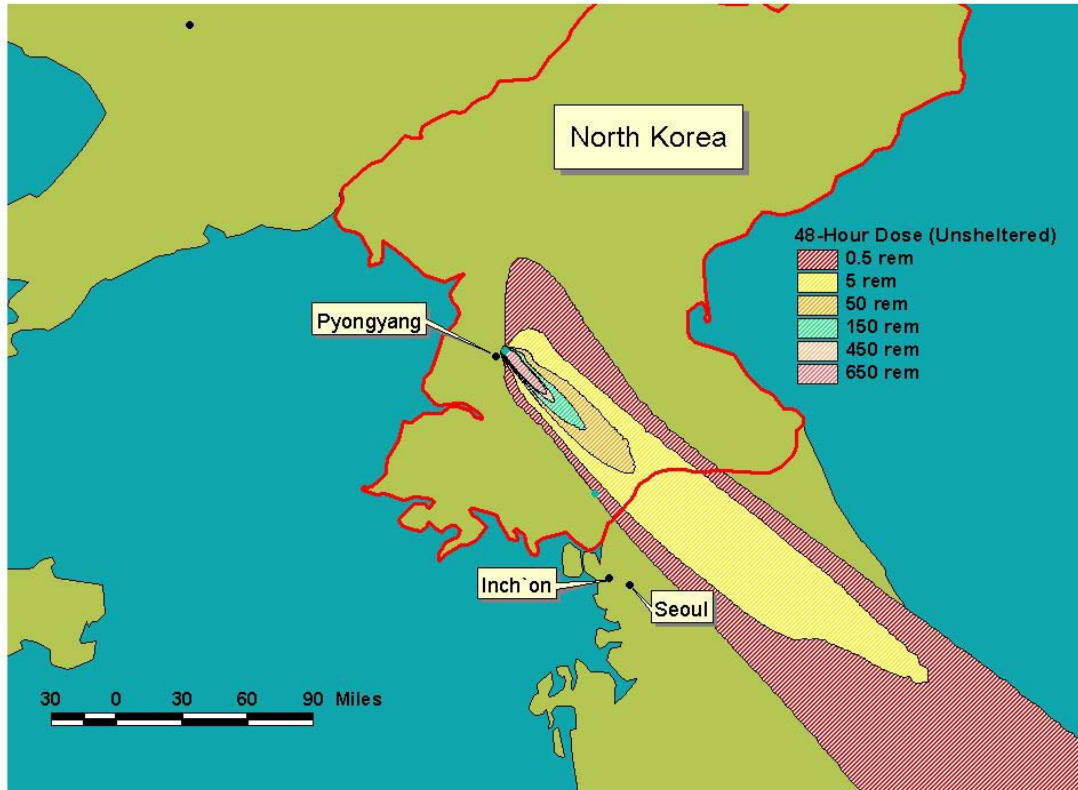 North Korea
48-Hour Dose (Unsheltered)
0.5 rem
5 rem
50 rem
150 rem
450 rem
650 rem
Pyongyang
Inch`on
Seoul
30 0 30 60 90 Miles